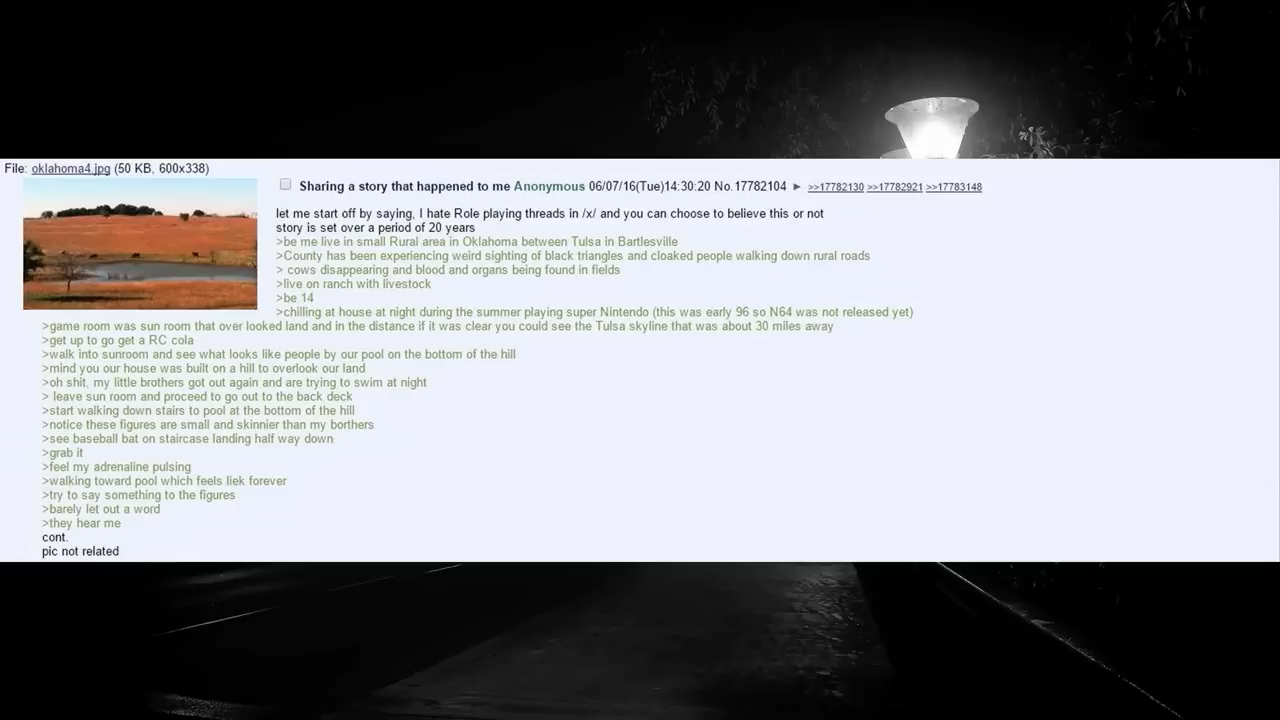 File: oklahoma4.jpg (50 KB, 600x338)
Sharing a story that happened to me Anonymous 06/07/16(Tue)14:30:20 No.17782104 ► >>17782130 >>17782921 >>17783148
let me start off by saying, I hate Role playing threads in /x/ and you can choose to believe this or not
story is set over a period of 20 years
>be me live in small Rural area in Oklahoma between Tulsa in Bartlesville
>County has been experiencing weird sighting of black triangles and cloaked people walking down rural roads
> cows disappearing and blood and organs being found in fields
>live on ranch with livestock
>be 14
>chilling at house at night during the summer playing super Nintendo (this was early 96 so N64 was not released yet)
>game room was sun room that over looked land and in the distance if it was clear you could see the Tulsa skyline that was about 30 miles away
>get up to go get a RC cola
>walk into sunroom and see what looks like people by our pool on the bottom of the hill
>mind you our house was built on a hill to overlook our land
>oh shit, my little brothers got out again and are trying to swim at night
> leave sun room and proceed to go out to the back deck
>start walking down stairs to pool at the bottom of the hill
>notice these figures are small and skinnier than my borthers
>see baseball bat on staircase landing half way down
>grab it
>feel my adrenaline pulsing
>walking toward pool which feels liek forever
>try to say something to the figures
>barely let out a word
>they hear me
cont.
pic not related